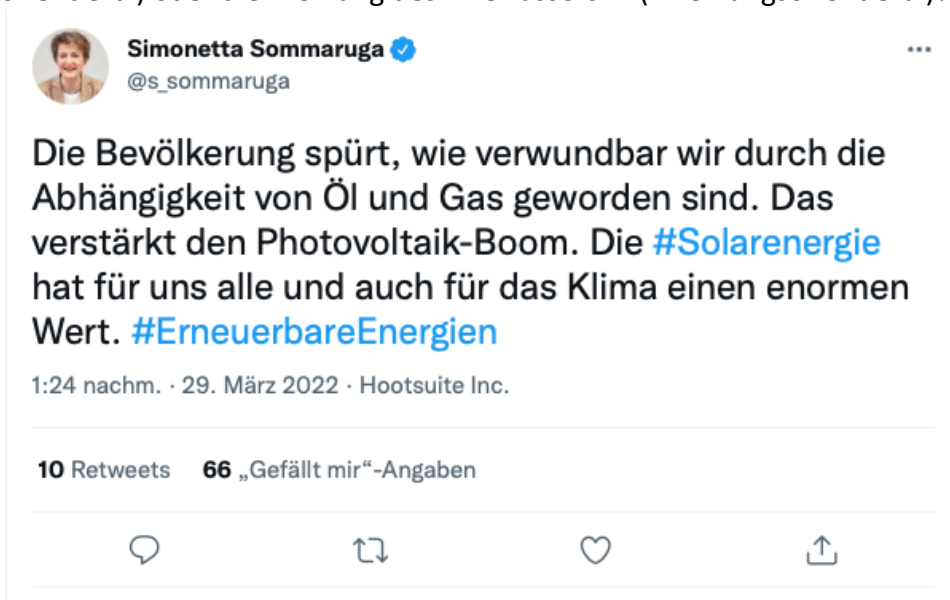 Simonetta Sommaruga
@s_sommaruga
Die Bevölkerung spürt, wie verwundbar wir durch die
Abhängigkeit von Öl und Gas geworden sind. Das
verstärkt den Photovoltaik-Boom. Die #Solarenergie
hat für uns alle und auch für das Klima einen enormen
Wert. #ErneuerbareEnergien
1:24 nachm. · 29. März 2022 · Hootsuite Inc.
10 Retweets 66 „Gefällt mir“-Angaben